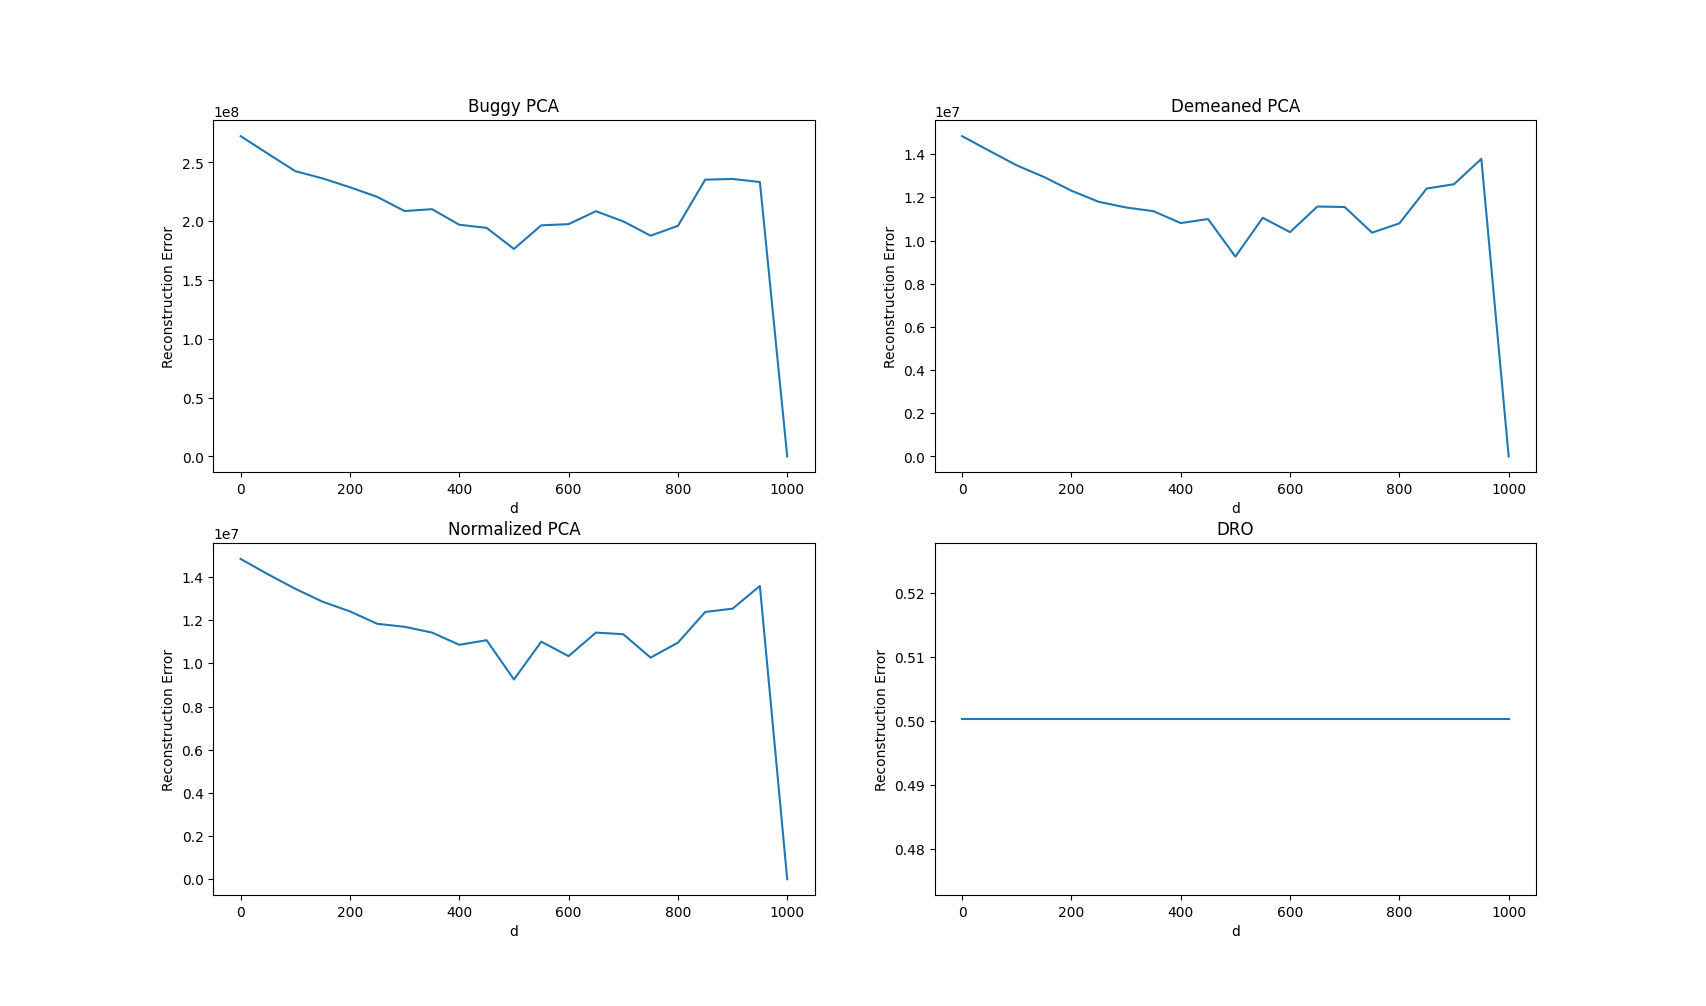 Buggy PCA
1e8
2.5
2.0
1.5
1.0
0.5
0.0
Reconstruction Error
0 200 400 600 800 1000
d
Demeaned PCA
1e7
1.4
1.2
1.0
0.8
0.6
0.4
0.2
0.0
Reconstruction Error
0 200 400 600 800 1000
d
Normalized PCA
1e7
1.4
1.2
1.0
0.8
0.6
0.4
0.2
0.0
Reconstruction Error
0 200 400 600 800 1000
d
DRO
0.52
0.51
0.50
0.49
0.48
Reconstruction Error
0 200 400 600 800 1000
d